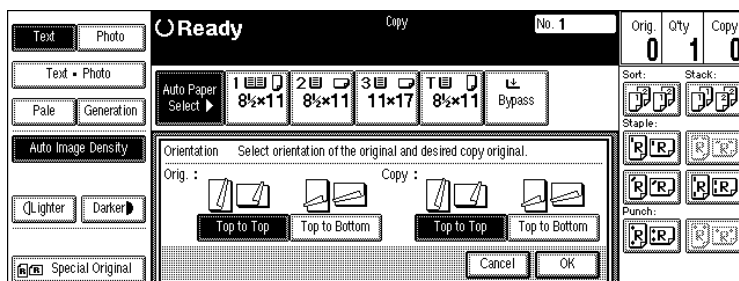 Text
Photo
Text • Photo
Pale
Generation
Auto Image Density
Lighter
Darker
Special Original
Ready
Copy
No. 1
Auto Paper Select ▶
1
8½×11
2
8½×11
3
11×17
T
8½×11
Bypass
Orientation Select orientation of the original and desired copy original.
Orig. :
Top to Top
Top to Bottom
Copy :
Top to Top
Top to Bottom
Cancel
OK
Orig. Q'ty Copy
0 1 0
Sort: Stack:
Staple:
Punch: